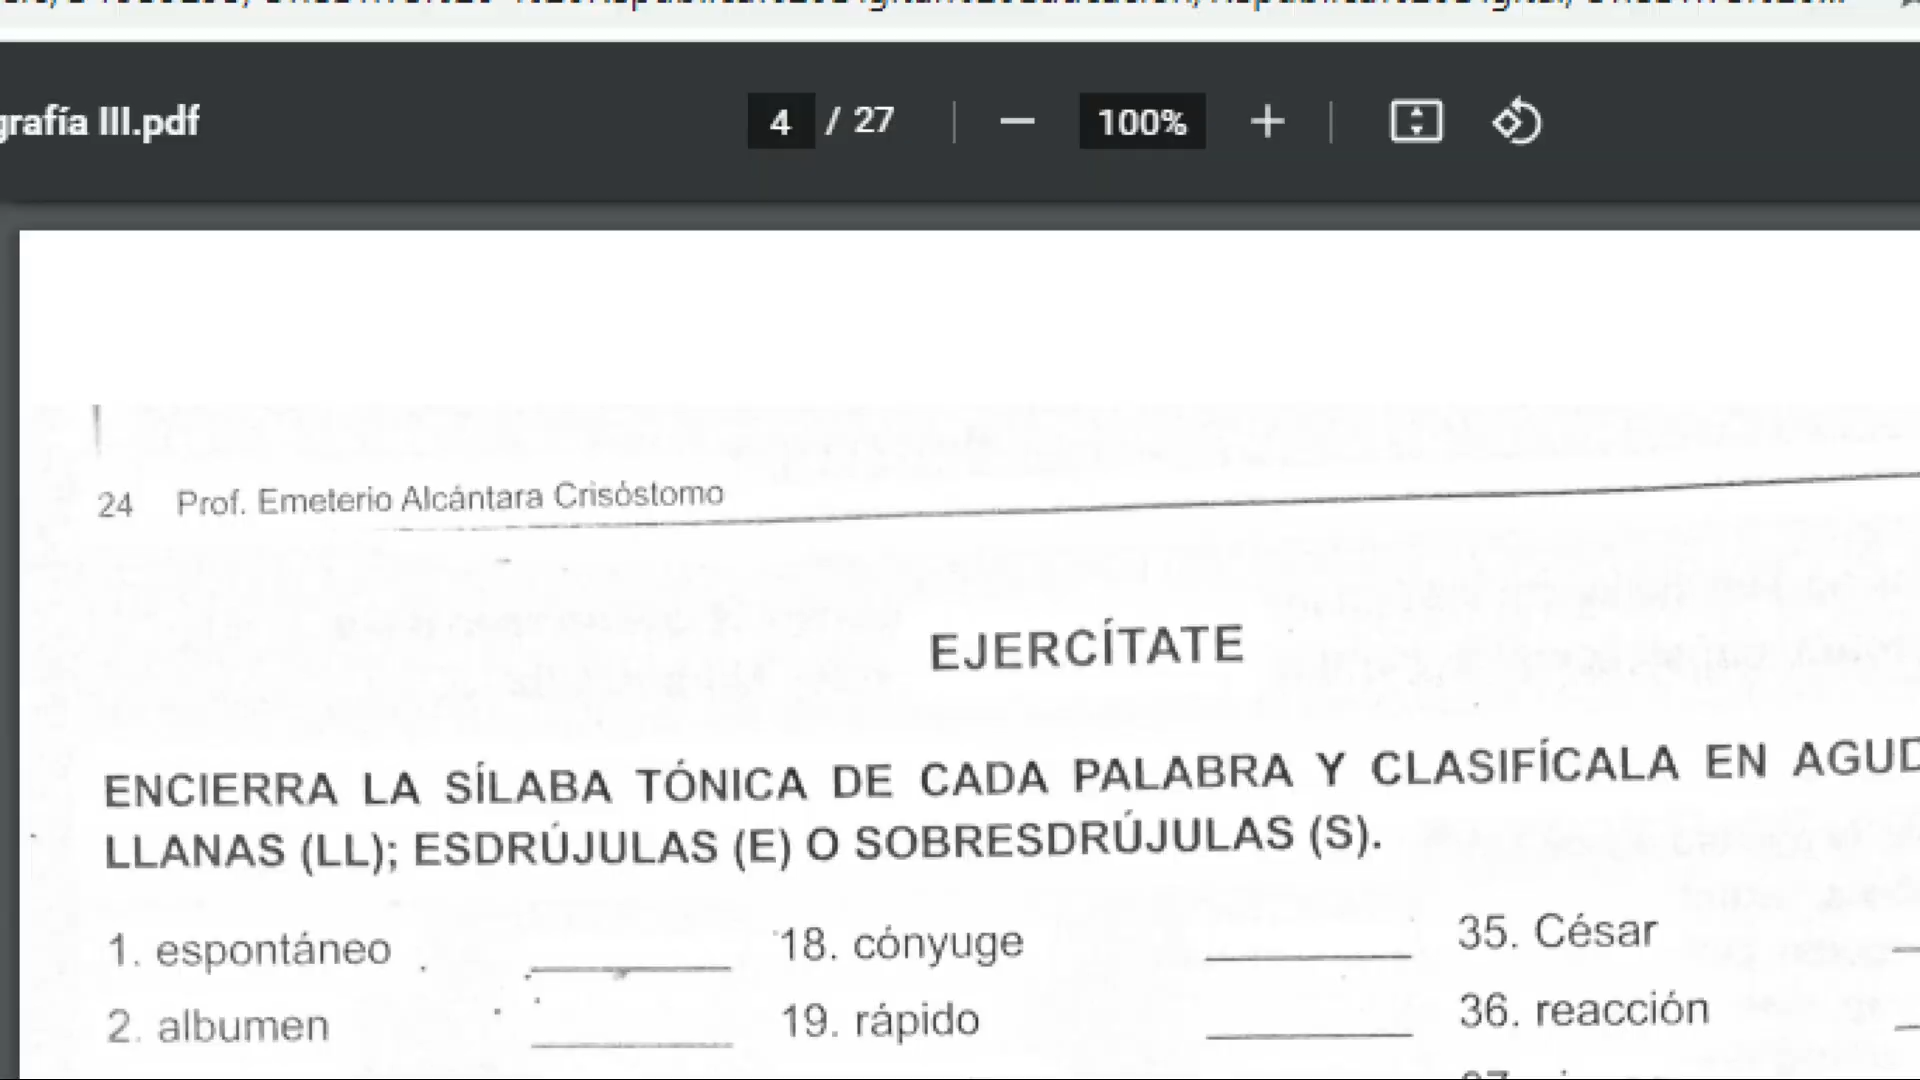 grafía III.pdf
4 / 27
100%
24 Prof. Emeterio Alcántara Crisóstomo
EJERCÍTATE
ENCIERRA LA SÍLABA TÓNICA DE CADA PALABRA Y CLASIFÍCALA EN AGUD
LLANAS (LL); ESDRÚJULAS (E) O SOBRESDRÚJULAS (S).
1. espontáneo
2. albumen
18. cónyuge
19. rápido
35. César
36. reacción